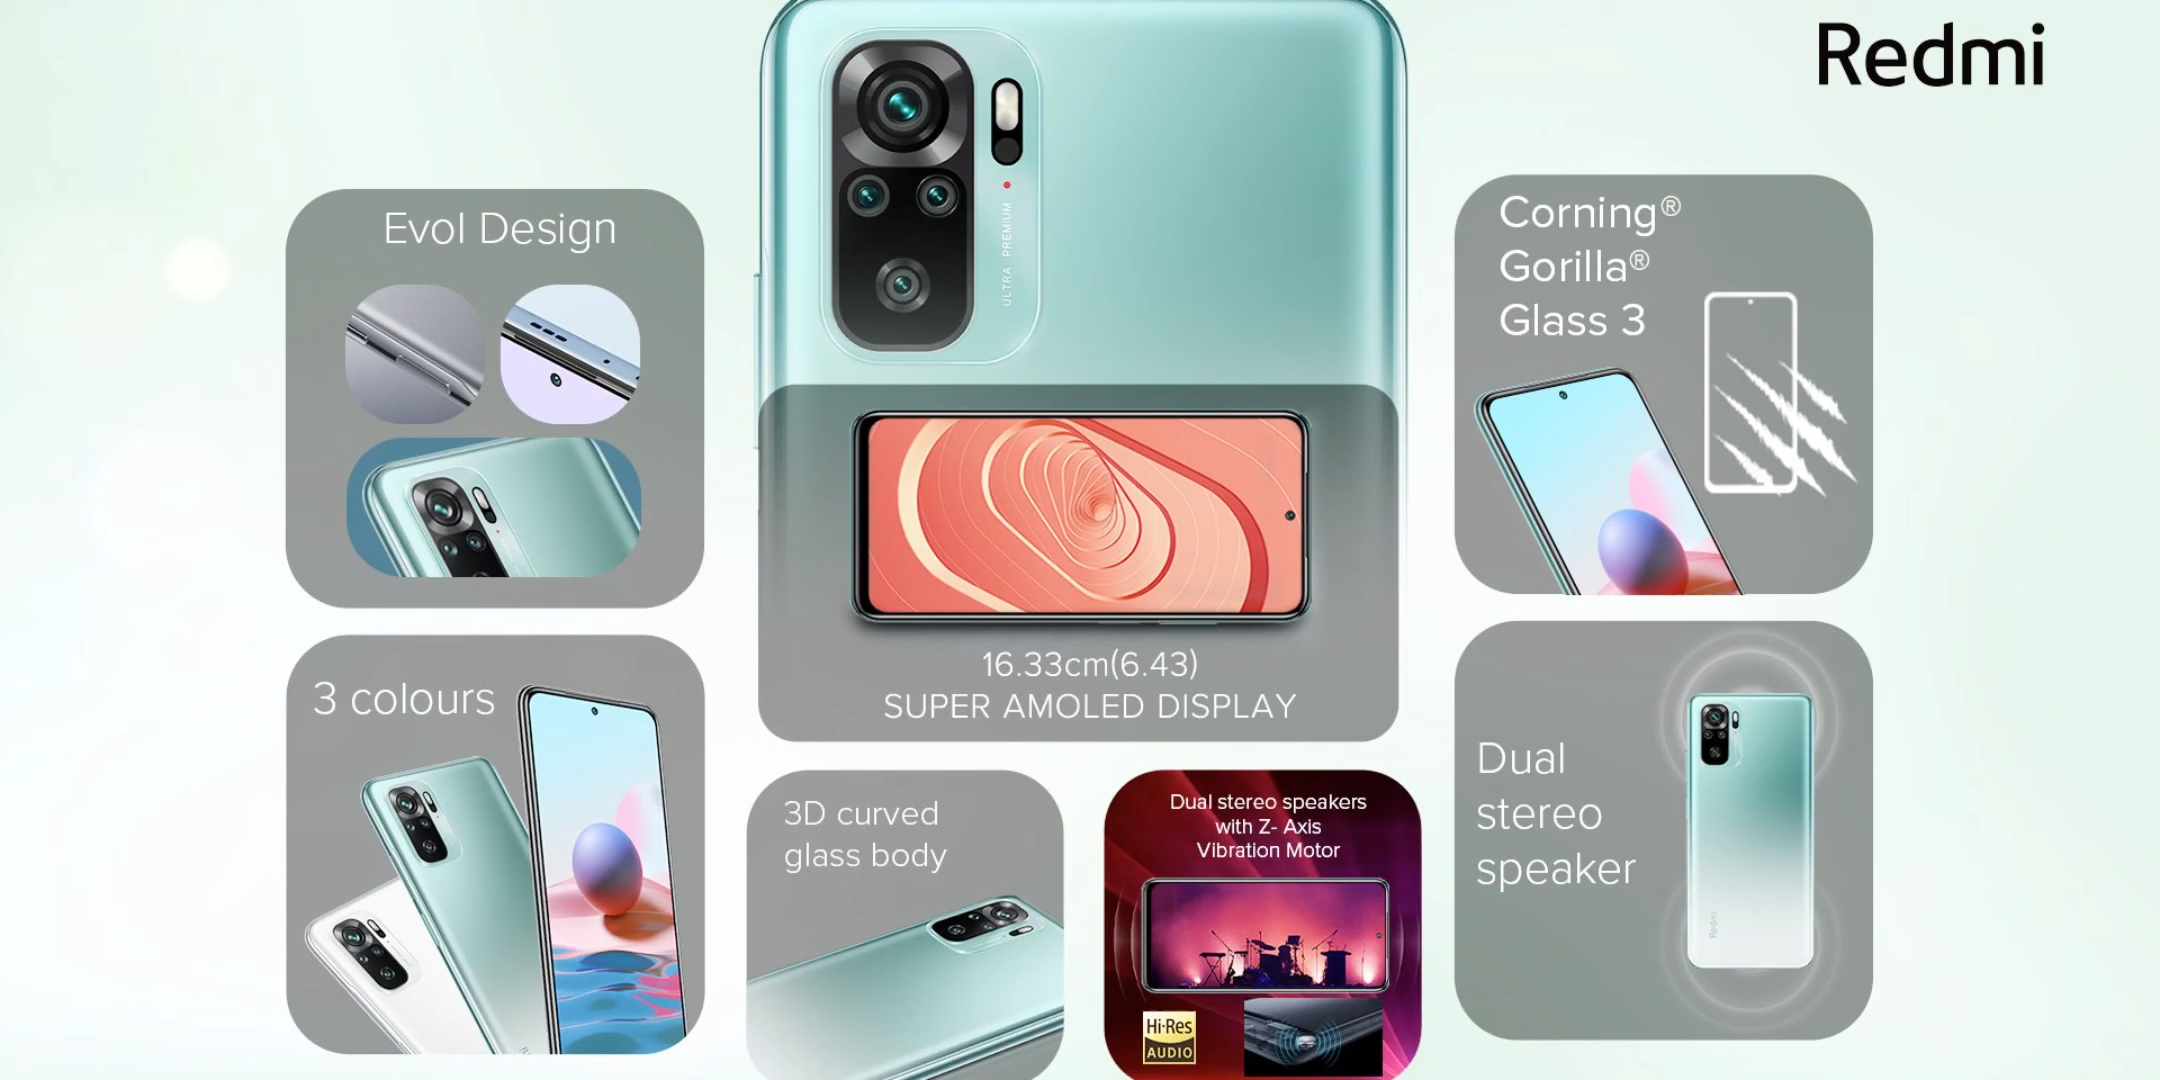 Redmi
ULTRA PREMIUM
Evol Design
Corning®
Gorilla®
Glass 3
16.33cm(6.43)
SUPER AMOLED DISPLAY
3 colours
3D curved
glass body
Dual stereo speakers
with Z- Axis
Vibration Motor
Hi-Res
AUDIO
Dual
stereo
speaker
Redmi